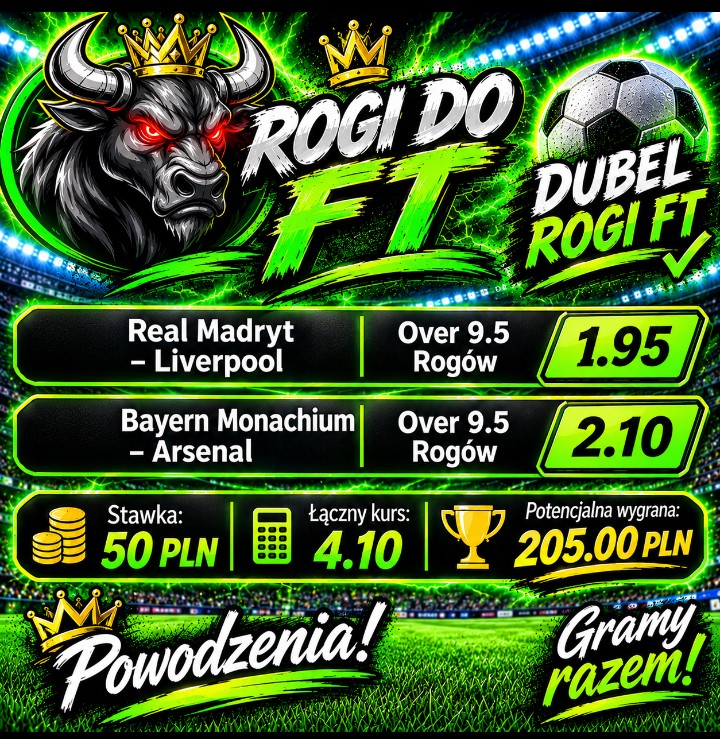 ROGI DO
FT
DUBEL
ROGI FT
Real Madryt
– Liverpool
Over 9.5
Rogów
1.95
Bayern Monachium
– Arsenal
Over 9.5
Rogów
2.10
Stawka:
50 PLN
Łączny kurs:
4.10
Potencjalna wygrana:
205.00 PLN
Powodzenia!
Gramy
razem!